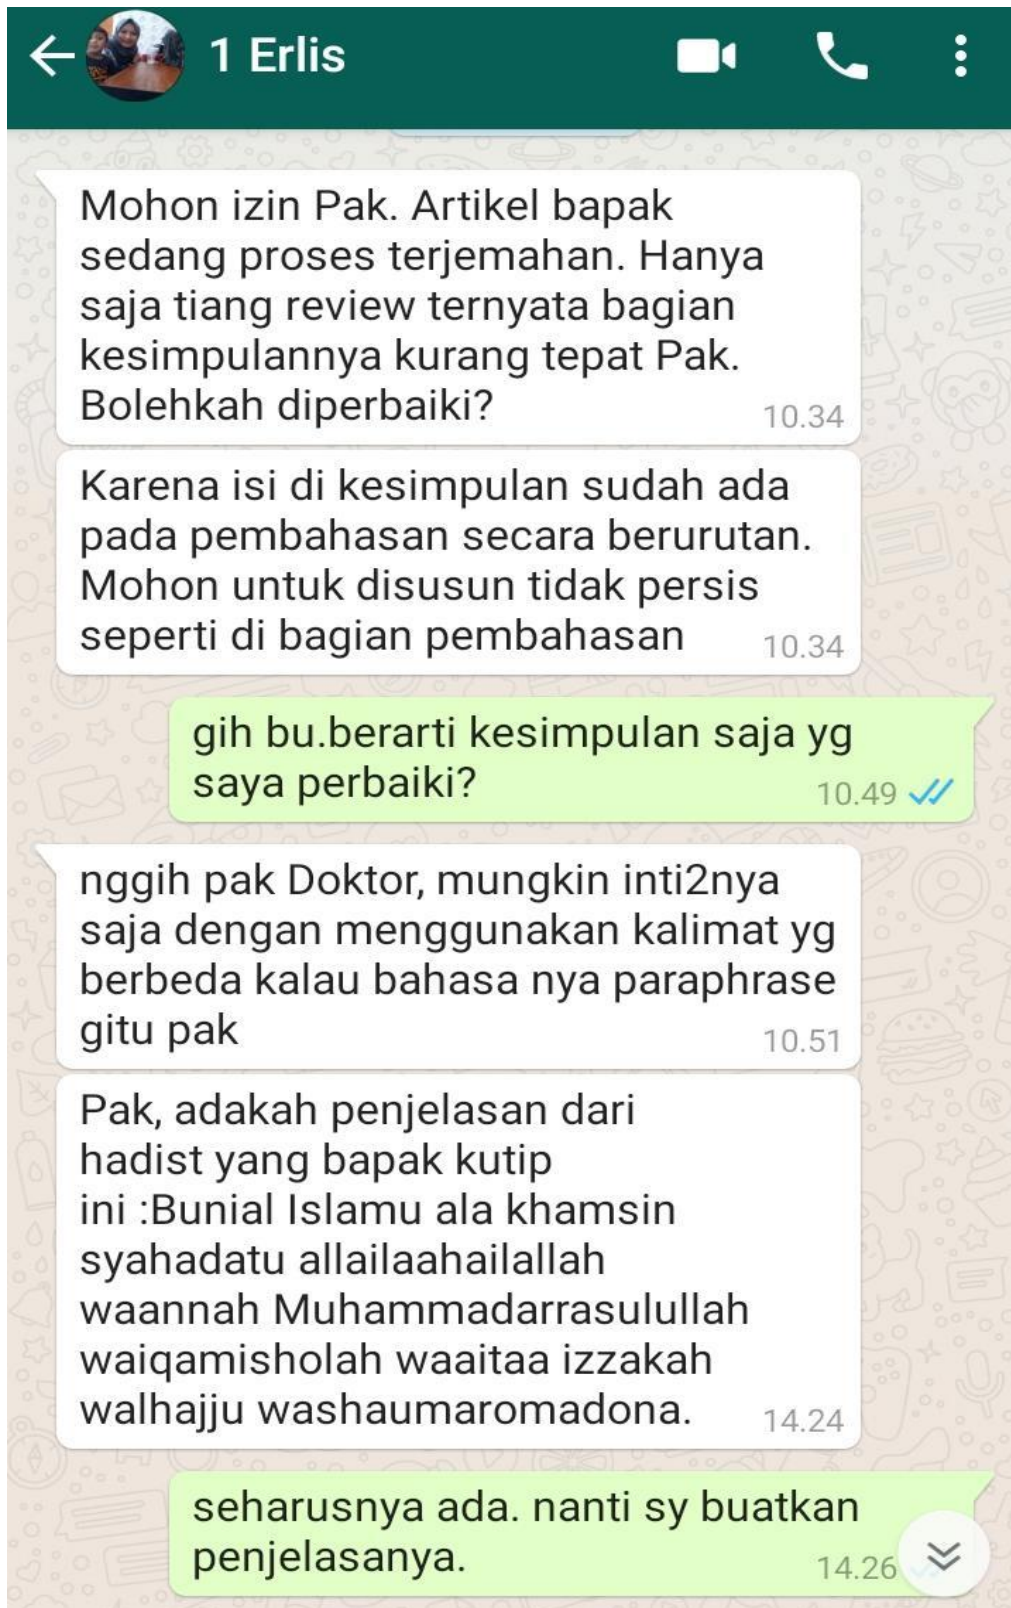 1 Erlis
Mohon izin Pak. Artikel bapak
sedang proses terjemahan. Hanya
saja tiang review ternyata bagian
kesimpulannya kurang tepat Pak.
Bolehkah diperbaiki?
10.34
Karena isi di kesimpulan sudah ada
pada pembahasan secara berurutan.
Mohon untuk disusun tidak persis
seperti di bagian pembahasan
10.34
gih bu.berarti kesimpulan saja yg
saya perbaiki?
10.49
nggih pak Doktor, mungkin inti2nya
saja dengan menggunakan kalimat yg
berbeda kalau bahasa nya paraphrase
gitu pak
10.51
Pak, adakah penjelasan dari
hadist yang bapak kutip
ini :Bunial Islamu ala khamsin
syahadatu allailaahailallah
waannah Muhammadarrasulullah
waiqamisholah waaitaa izzakah
walhajju washaumaromadona.
14.24
seharusnya ada. nanti sy buatkan
penjelasanya.
14.26